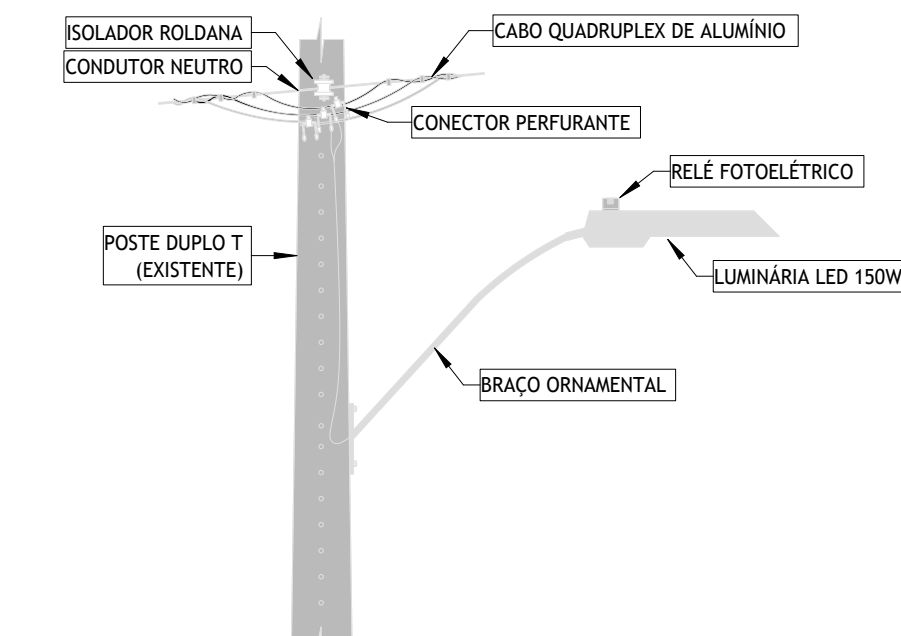 ISOLADOR ROLDANA
CABO QUADRUPLEX DE ALUMÍNIO
CONDUTOR NEUTRO
CONECTOR PERFURANTE
RELÉ FOTOELÉTRICO
POSTE DUPLO T
(EXISTENTE)
LUMINÁRIA LED 150W
BRAÇO ORNAMENTAL